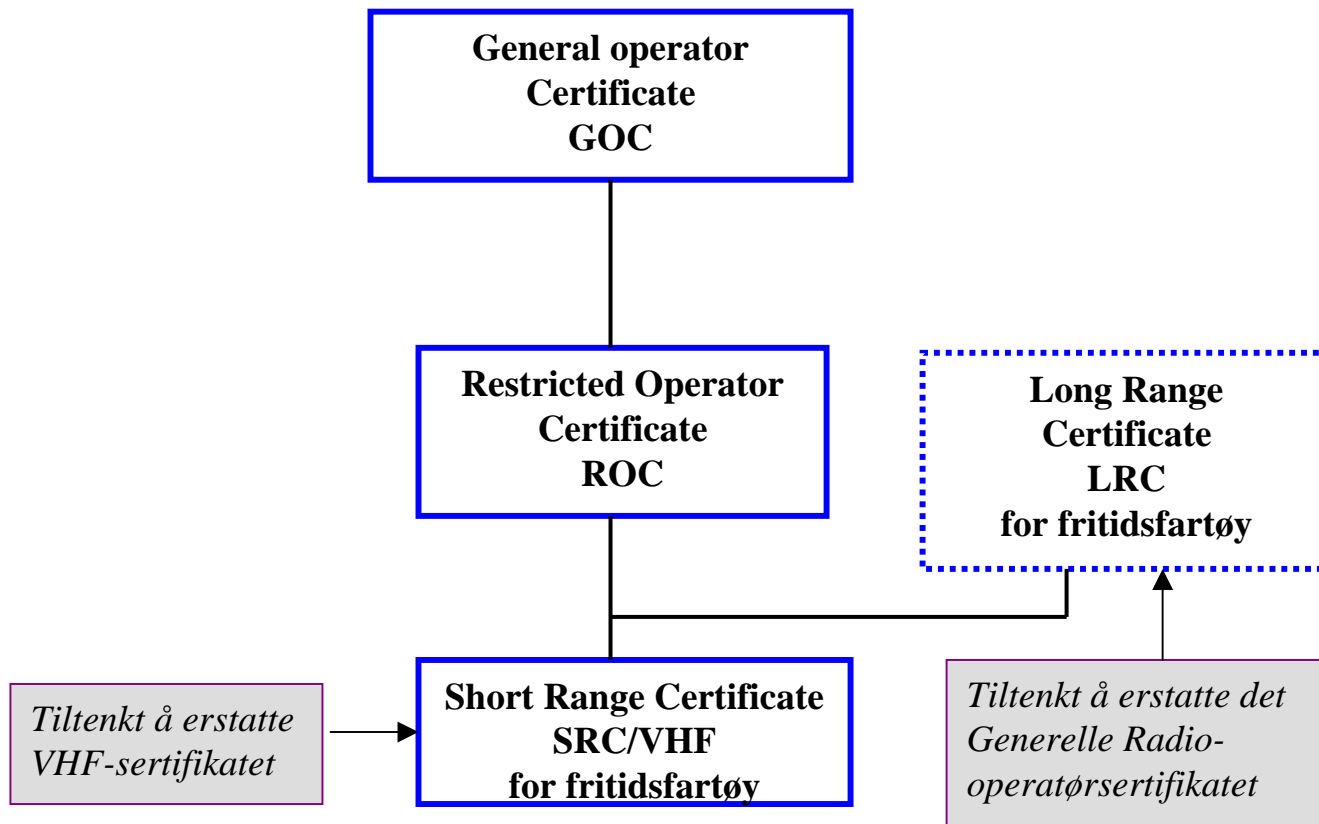 General operator
Certificate
GOC
Restricted Operator
Certificate
ROC
Long Range
Certificate
LRC
for fritidsfartøy
Short Range Certificate
SRC/VHF
for fritidsfartøy
Tiltenkt å erstatte
VHF-sertifikatet
Tiltenkt å erstatte det
Generelle Radio-
operatørsertifikatet